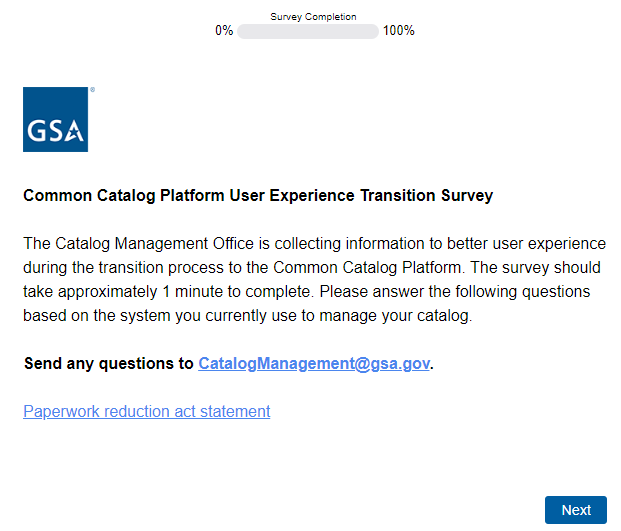 Survey Completion
0% 100%
GSA
®
Common Catalog Platform User Experience Transition Survey
The Catalog Management Office is collecting information to better user experience
during the transition process to the Common Catalog Platform. The survey should
take approximately 1 minute to complete. Please answer the following questions
based on the system you currently use to manage your catalog.
Send any questions to CatalogManagement@gsa.gov.
Paperwork reduction act statement
Next